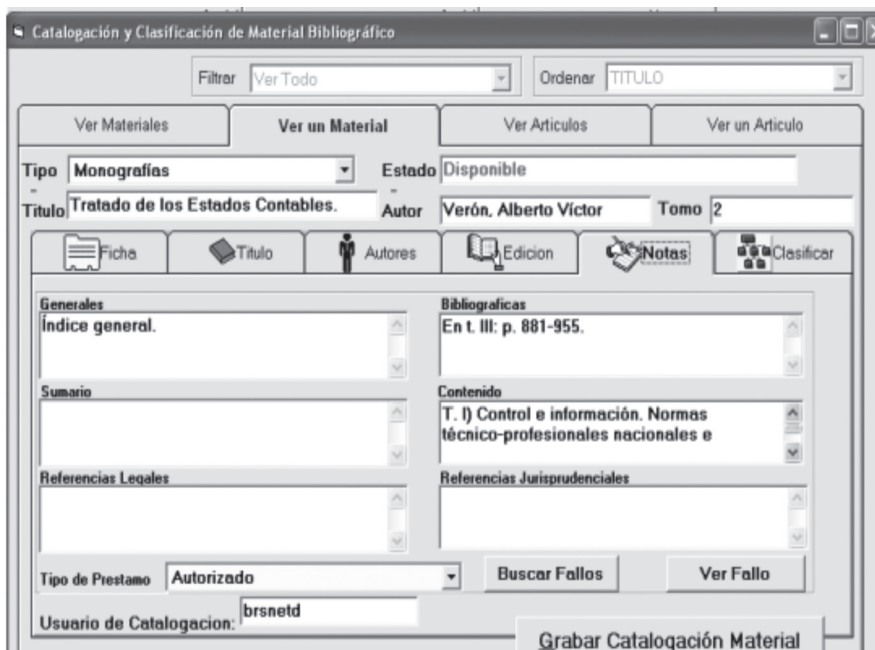 Catalogación y Clasificación de Material Bibliográfico
Filtrar Ver Todo Ordenar TITULO
Ver Materiales Ver un Material Ver Articulos Ver un Articulo
Tipo Monografías Estado Disponible
Titulo Tratado de los Estados Contables. Autor Verón, Alberto Víctor Tomo 2
Ficha Titulo Autores Edicion Notas Clasificar
Generales Bibliograficas
Índice general. En t. III: p. 881-955.
Sumario Contenido
T. I) Control e información. Normas
técnico-profesionales nacionales e
Referencias Legales Referencias Jurisprudenciales
Tipo de Prestamo Autorizado Buscar Fallos Ver Fallo
Usuario de Catalogacion: brsnetd
Grabar Catalogación Material